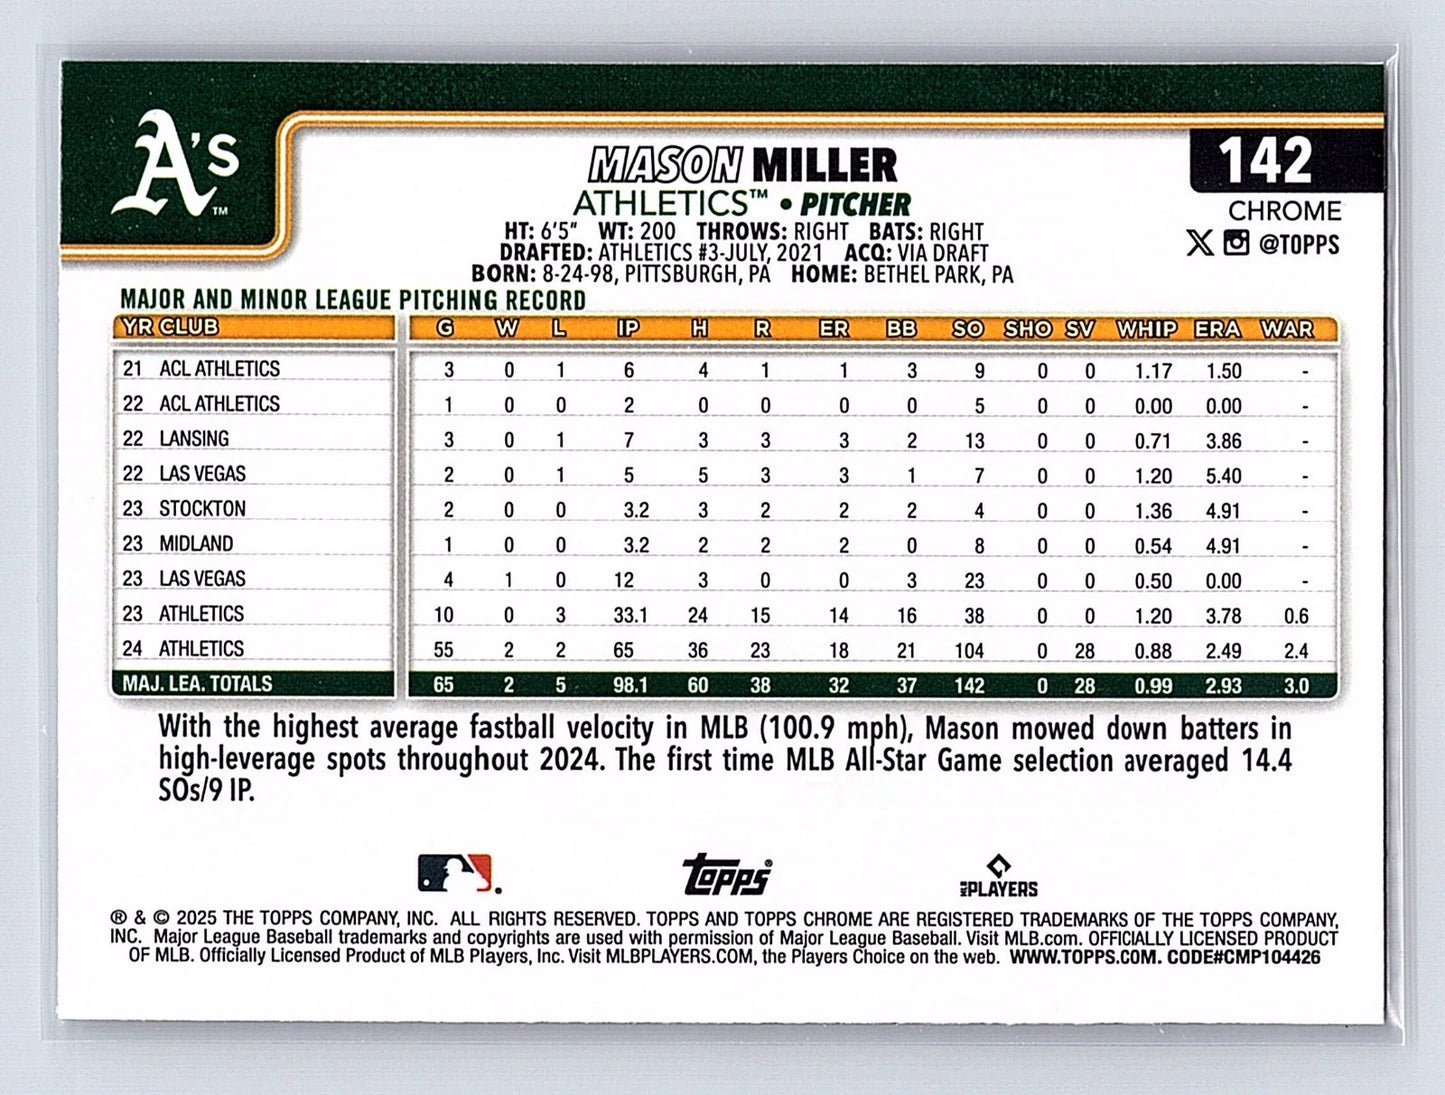 A's TM
142
MASON MILLER
CHROME
ATHLETICS™ • PITCHER
@TOPPS
HT: 6'5" WT: 200 THROWS: RIGHT BATS: RIGHT
DRAFTED: ATHLETICS #3-JULY, 2021 ACQ: VIA DRAFT
BORN: 8-24-98, PITTSBURGH, PA HOME: BETHEL PARK, PA
MAJOR AND MINOR LEAGUE PITCHING RECORD
YR CLUB G W L IP H R ER BB SO SHO SV WHIP ERA WAR
21 ACL ATHLETICS 3 0 1 6 4 1 1 3 9 0 0 1.17 1.50 -
22 ACL ATHLETICS 1 0 0 2 0 0 0 0 5 0 0 0.00 0.00 -
22 LANSING 3 0 1 7 3 3 3 2 13 0 0 0.71 3.86 -
22 LAS VEGAS 2 0 1 5 5 3 3 1 7 0 0 1.20 5.40 -
23 STOCKTON 2 0 0 3.2 3 2 2 2 4 0 0 1.36 4.91 -
23 MIDLAND 1 0 0 3.2 2 2 2 0 8 0 0 0.54 4.91 -
23 LAS VEGAS 4 1 0 12 3 0 0 3 23 0 0 0.50 0.00 -
23 ATHLETICS 10 0 3 33.1 24 15 14 16 38 0 0 1.20 3.78 0.6
24 ATHLETICS 55 2 2 65 36 23 18 21 104 0 28 0.88 2.49 2.4
MAJ. LEA. TOTALS 65 2 5 98.1 60 38 32 37 142 0 28 0.99 2.93 3.0
With the highest average fastball velocity in MLB (100.9 mph), Mason mowed down batters in
high-leverage spots throughout 2024. The first time MLB All-Star Game selection averaged 14.4
SOs/9 IP.
topps® MLB PLAYERS
® & © 2025 THE TOPPS COMPANY, INC. ALL RIGHTS RESERVED. TOPPS AND TOPPS CHROME ARE REGISTERED TRADEMARKS OF THE TOPPS COMPANY,
INC. Major League Baseball trademarks and copyrights are used with permission of Major League Baseball. Visit MLB.com. OFFICIALLY LICENSED PRODUCT
OF MLB. Officially Licensed Product of MLB Players, Inc. Visit MLBPLAYERS.COM, the Players Choice on the web. WWW.TOPPS.COM. CODE#CMP104426